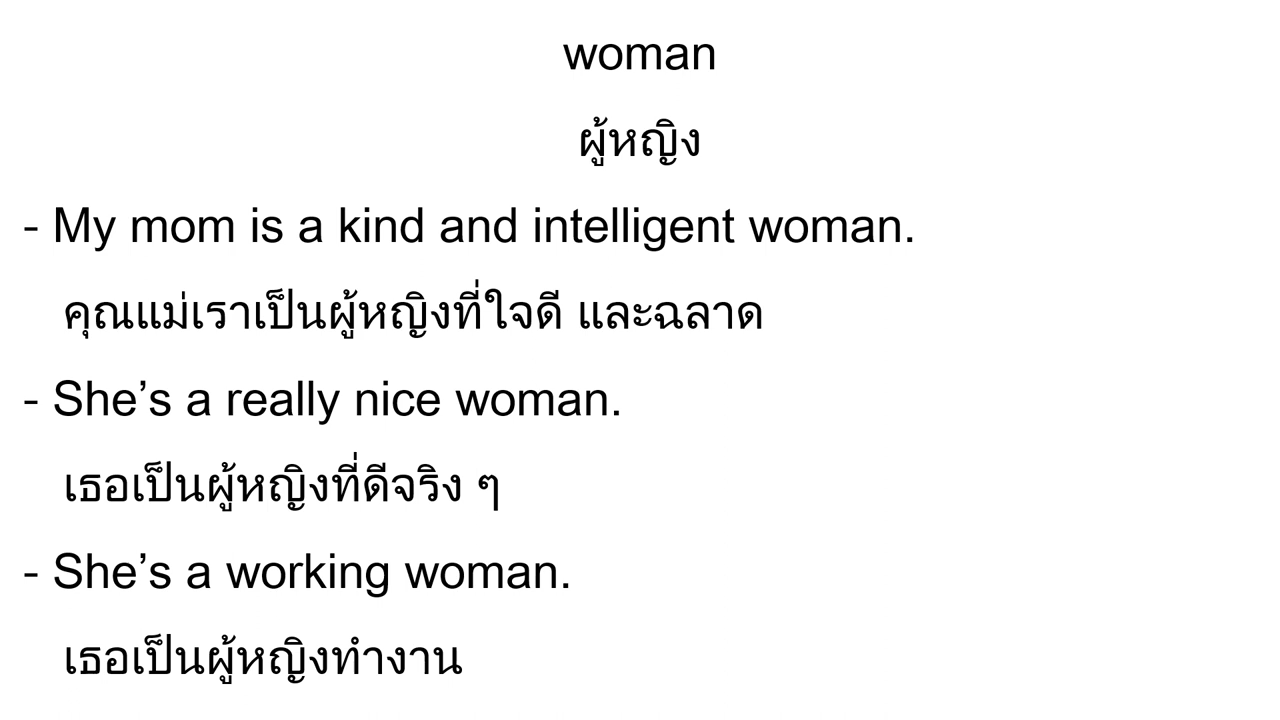 woman
ผู้หญิง
- My mom is a kind and intelligent woman.
คุณแม่เราเป็นผู้หญิงที่ใจดี และฉลาด
- She’s a really nice woman.
เธอเป็นผู้หญิงที่ดีจริง ๆ
- She’s a working woman.
เธอเป็นผู้หญิงทำงาน